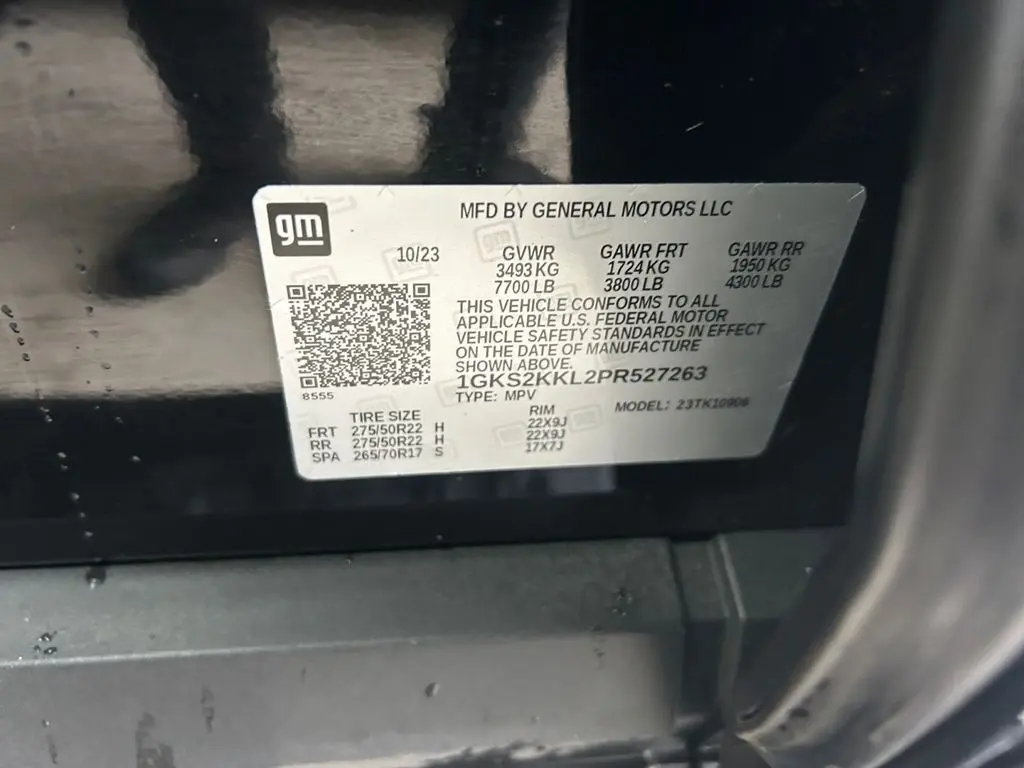 gm
MFD BY GENERAL MOTORS LLC
10/23 GVWR GAWR FRT GAWR RR
3493 KG 1724 KG 1950 KG
7700 LB 3800 LB 4300 LB
THIS VEHICLE CONFORMS TO ALL
APPLICABLE U.S. FEDERAL MOTOR
VEHICLE SAFETY STANDARDS IN EFFECT
ON THE DATE OF MANUFACTURE
SHOWN ABOVE.
1GKS2KKL2PR527263
8555
TYPE: MPV MODEL: 23TK10906
TIRE SIZE RIM
FRT 275/50R22 H 22X9J
RR 275/50R22 H 22X9J
SPA 265/70R17 S 17X7J